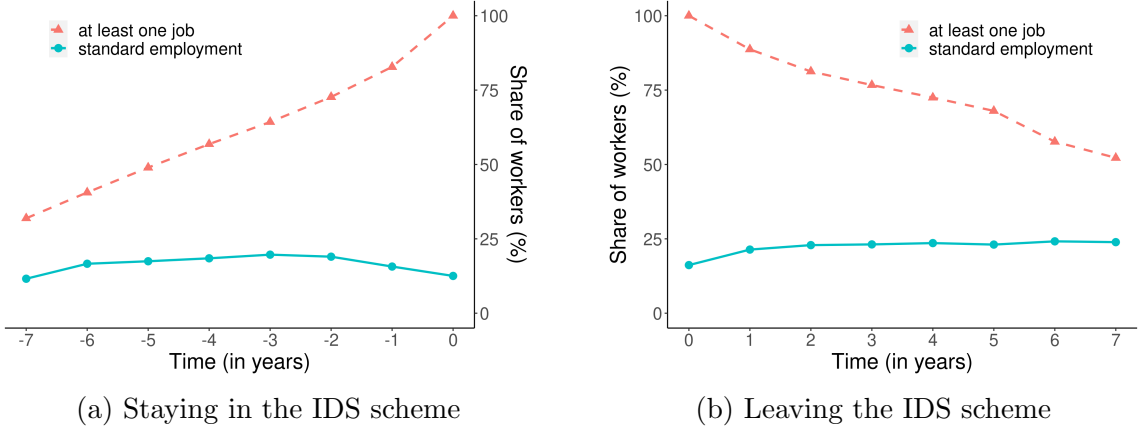 at least one job
standard employment
100
75
50
25
0
Share of workers (%)
-7 -6 -5 -4 -3 -2 -1 0
Time (in years)
(a) Staying in the IDS scheme
at least one job
standard employment
100
75
50
25
0
Share of workers (%)
0 1 2 3 4 5 6 7
Time (in years)
(b) Leaving the IDS scheme